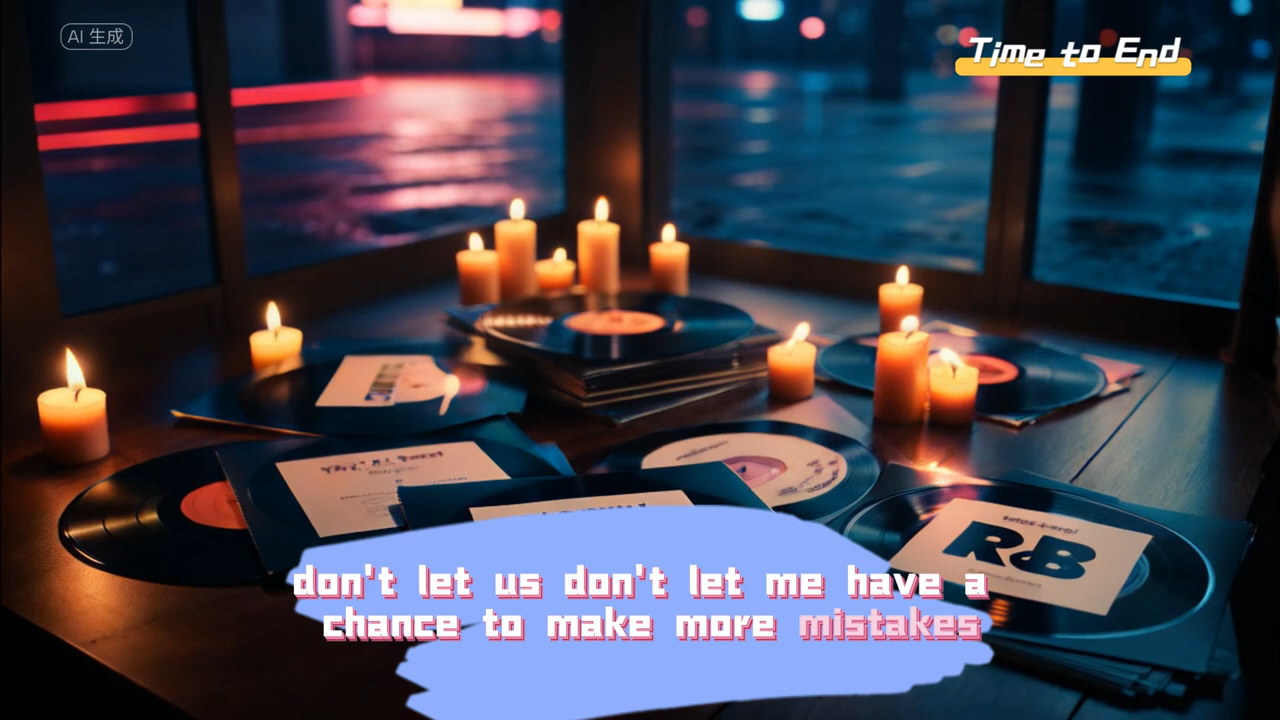 AI 生成
Time to End
RB
don't let us don't let me have a
chance to make more mistakes